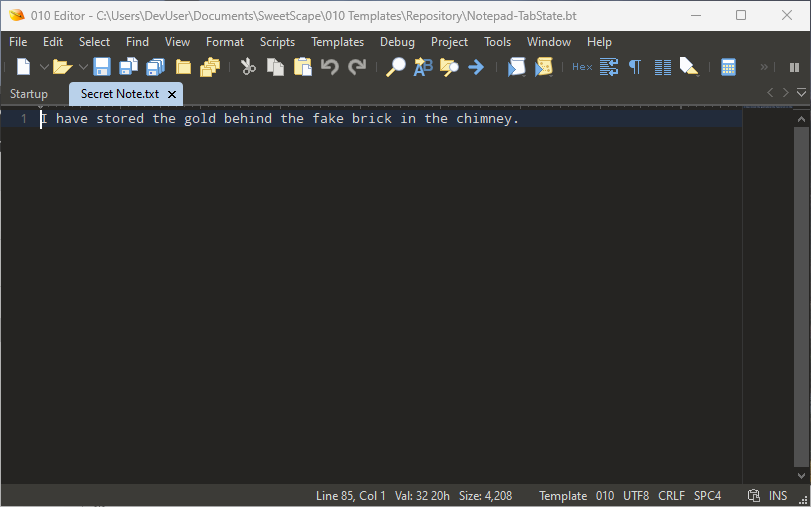 010 Editor - C:\Users\DevUser\Documents\SweetScape\010 Templates\Repository\Notepad-TabState.bt
File Edit Select Find View Format Scripts Templates Debug Project Tools Window Help
Hex
Startup Secret Note.txt
1 I have stored the gold behind the fake brick in the chimney.
Line 85, Col 1 Val: 32 20h Size: 4,208 Template 010 UTF8 CRLF SPC4 INS